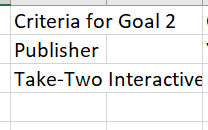 Criteria for Goal 2
Publisher
Take-Two Interactive